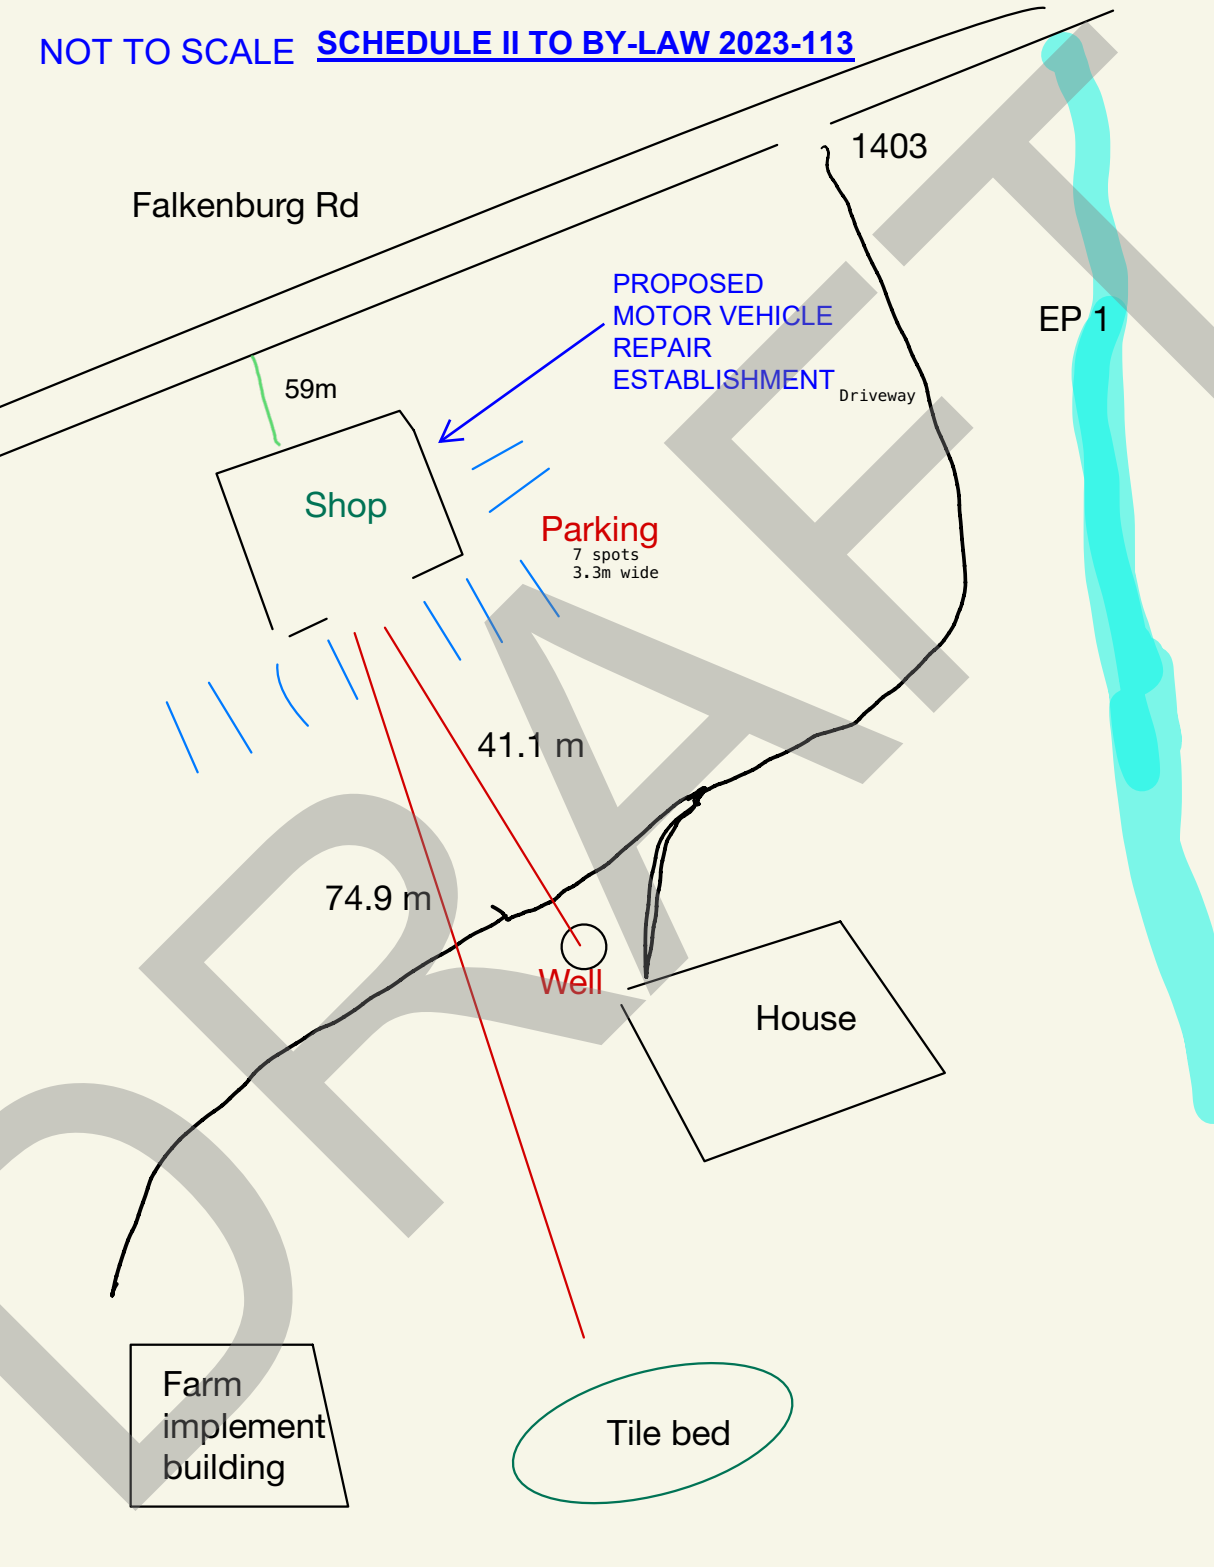 NOT TO SCALE SCHEDULE II TO BY-LAW 2023-113
1403
Falkenburg Rd
PROPOSED
MOTOR VEHICLE
REPAIR
ESTABLISHMENT
EP 1
59m
Driveway
Shop
Parking
7 spots
3.3m wide
41.1 m
74.9 m
Well
House
Farm
implement
building
Tile bed
DRAFT